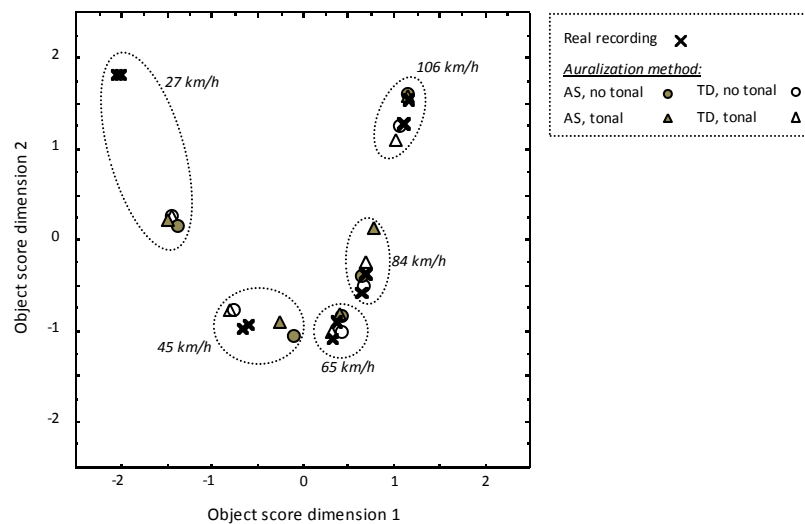 2
1
0
-1
-2
-2
-1
0
1
2
Object score dimension 2
Object score dimension 1
27 km/h
106 km/h
84 km/h
45 km/h
65 km/h
Real recording
Auralization method:
AS, no tonal TD, no tonal
AS, tonal TD, tonal